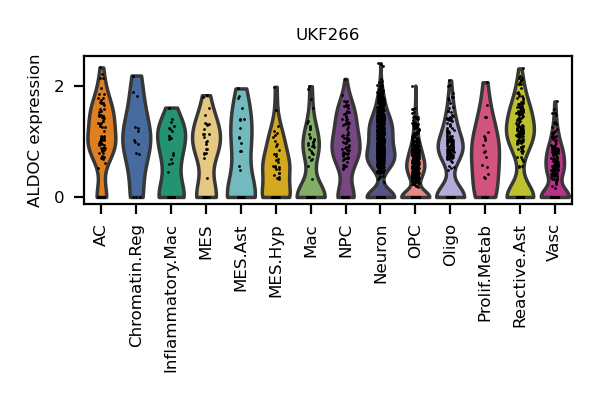 UKF266
ALDOC expression
2
0
AC
Chromatin.Reg
Inflammatory.Mac
MES
MES.Ast
MES.Hyp
Mac
NPC
Neuron
OPC
Oligo
Prolif.Metab
Reactive.Ast
Vasc